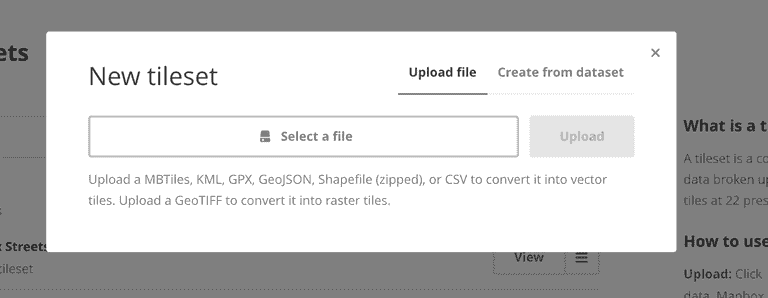 New tileset
Upload file
Create from dataset
×
Select a file
Upload
Upload a MBTiles, KML, GPX, GeoJSON, Shapefile (zipped), or CSV to convert it into vector
tiles. Upload a GeoTIFF to convert it into raster tiles.
View
What is a t
A tileset is a co
data broken up
tiles at 22 pres
How to use
Upload: Click
data. Mapbox
Streets
tileset